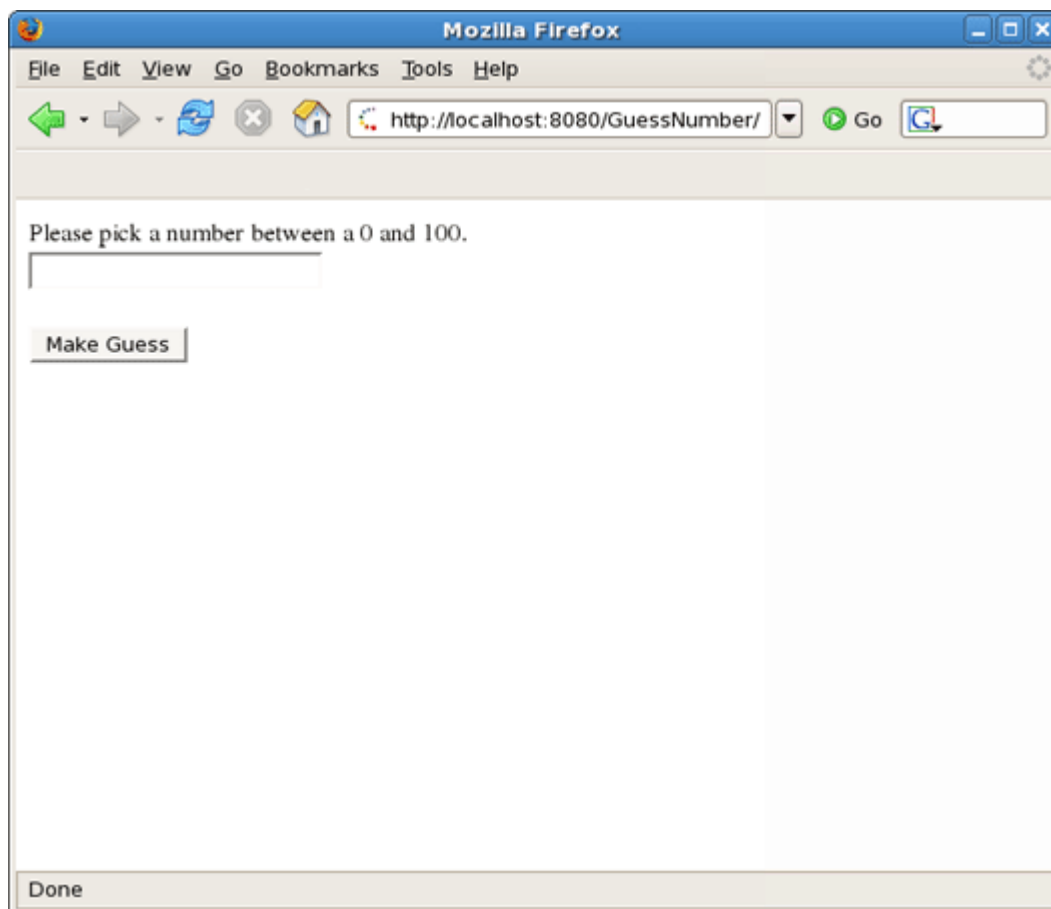 Mozilla Firefox
File Edit View Go Bookmarks Tools Help
http://localhost:8080/GuessNumber/ Go G
Please pick a number between a 0 and 100.
Make Guess
Done